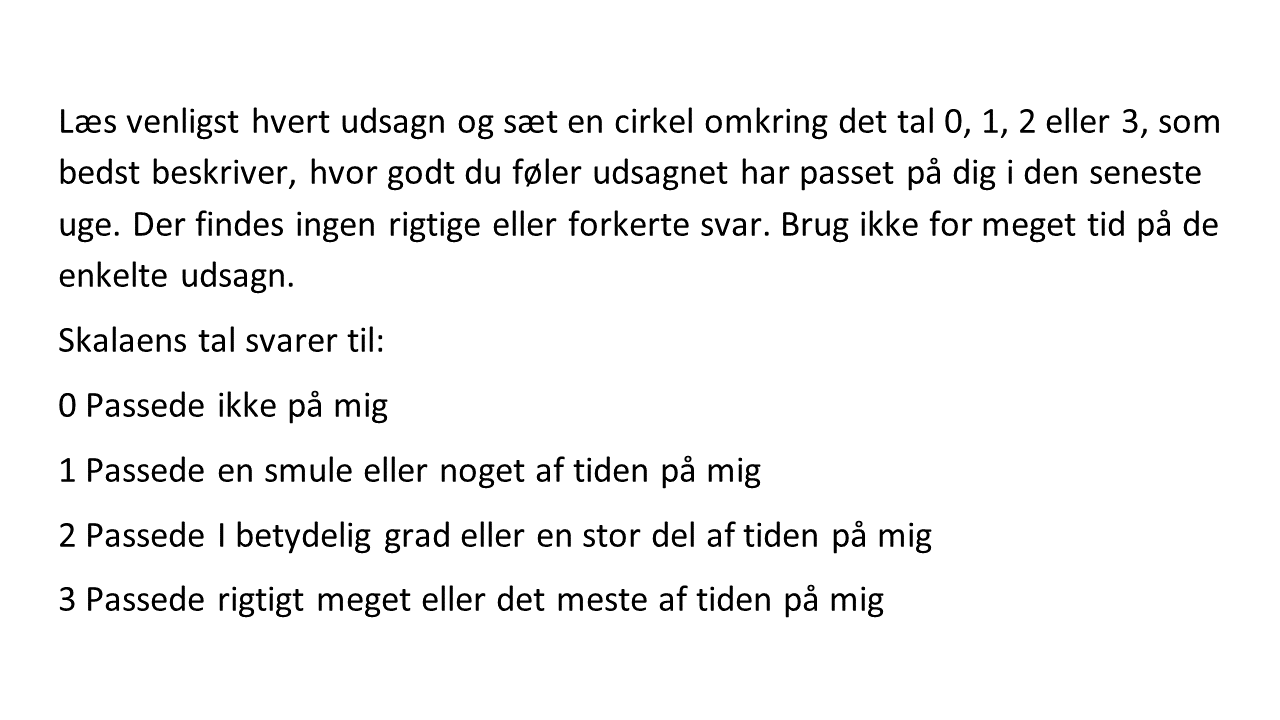 Læs venligst hvert udsagn og sæt en cirkel omkring det tal 0, 1, 2 eller 3, som
bedst beskriver, hvor godt du føler udsagnet har passet på dig i den seneste
uge. Der findes ingen rigtige eller forkerte svar. Brug ikke for meget tid på de
enkelte udsagn.
Skalaens tal svarer til:
0 Passede ikke på mig
1 Passede en smule eller noget af tiden på mig
2 Passede I betydelig grad eller en stor del af tiden på mig
3 Passede rigtigt meget eller det meste af tiden på mig